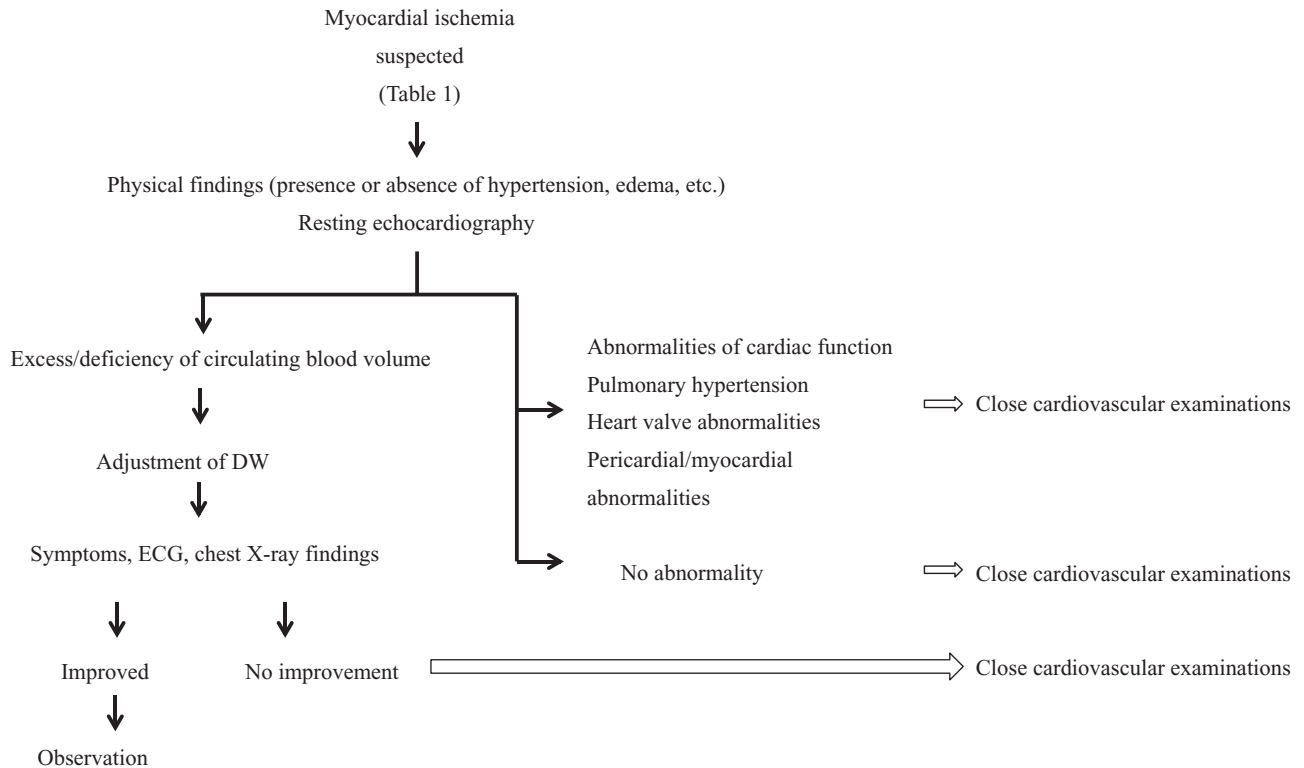 Myocardial ischemia
suspected
(Table 1)
Physical findings (presence or absence of hypertension, edema, etc.)
Resting echocardiography
Excess/deficiency of circulating blood volume
Adjustment of DW
Symptoms, ECG, chest X-ray findings
Improved
No improvement
Close cardiovascular examinations
Observation
Abnormalities of cardiac function
Pulmonary hypertension
Heart valve abnormalities
Pericardial/myocardial
abnormalities
Close cardiovascular examinations
No abnormality
Close cardiovascular examinations